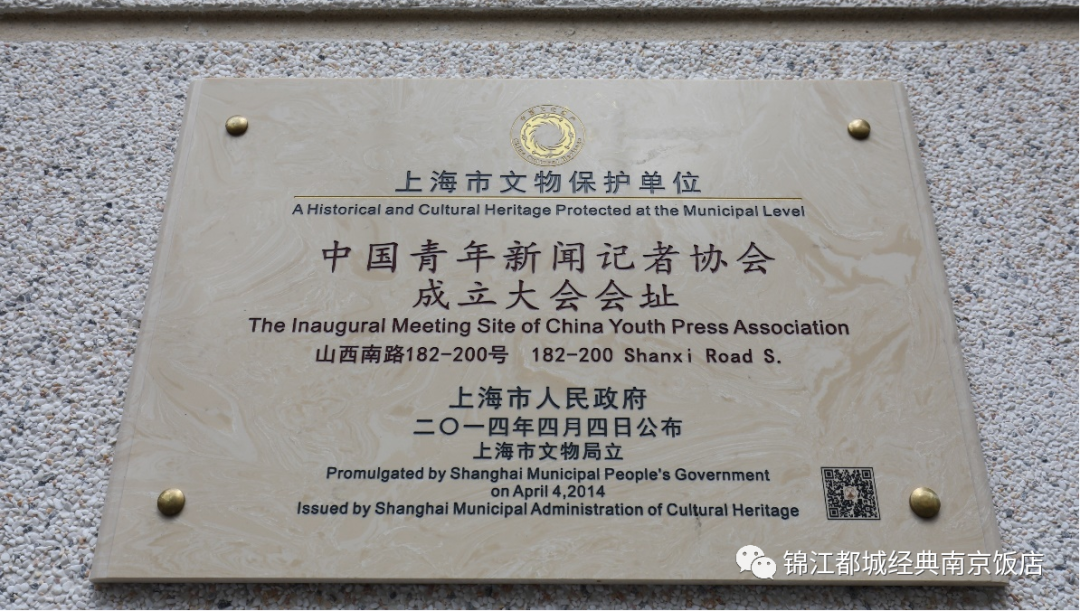 上海市文物保护单位
A Historical and Cultural Heritage Protected at the Municipal Level
中国青年新闻记者协会
成立大会会址
The Inaugural Meeting Site of China Youth Press Association
山西南路182-200号 182-200 Shanxi Road S.
上海市人民政府
二〇一四年四月四日公布
上海市文物局立
Promulgated by Shanghai Municipal People's Government
on April 4,2014
Issued by Shanghai Municipal Administration of Cultural Heritage
锦江都城经典南京饭店